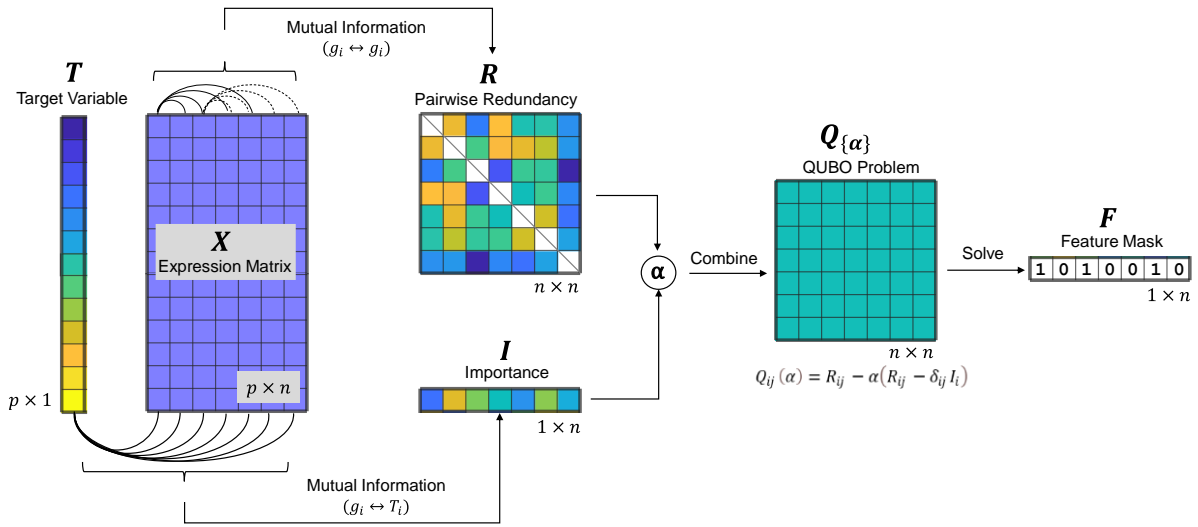 Mutual Information
(g_i ↔ g_i)
T
Target Variable
R
Pairwise Redundancy
Q_{α}
QUBO Problem
X
Expression Matrix
F
Feature Mask
α
Combine
Solve
1 0 1 0 0 1 0
n × n
1 × n
I
Importance
n × n
p × n
Q_ij(α) = R_ij − α(R_ij − δ_ij I_i)
p × 1
1 × n
Mutual Information
(g_i ↔ T_i)